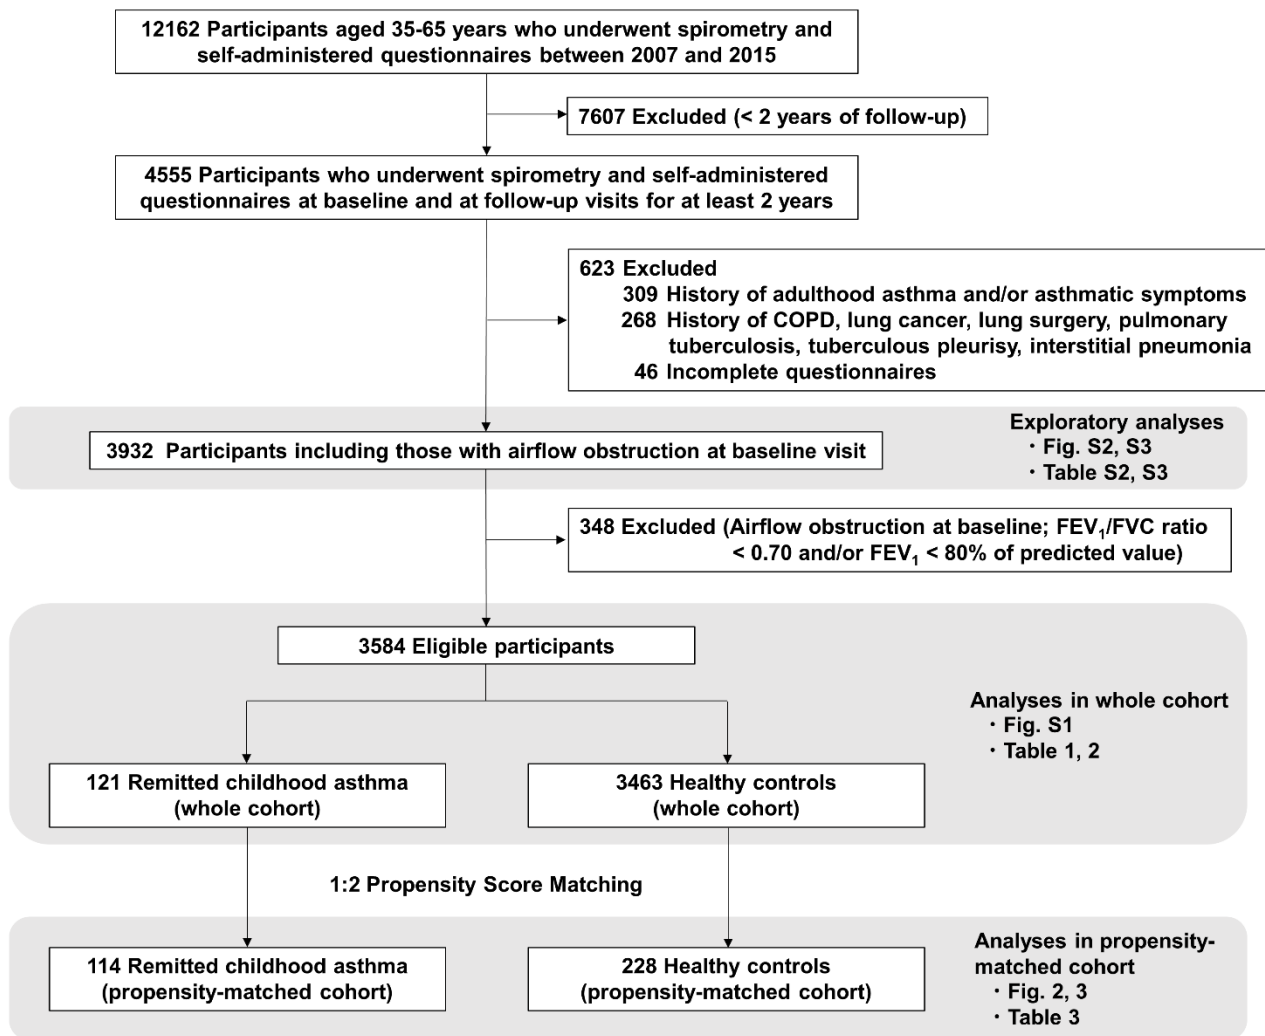 12162 Participants aged 35-65 years who underwent spirometry and
self-administered questionnaires between 2007 and 2015
7607 Excluded (< 2 years of follow-up)
4555 Participants who underwent spirometry and self-administered
questionnaires at baseline and at follow-up visits for at least 2 years
623 Excluded
309 History of adulthood asthma and/or asthmatic symptoms
268 History of COPD, lung cancer, lung surgery, pulmonary
tuberculosis, tuberculous pleurisy, interstitial pneumonia
46 Incomplete questionnaires
3932 Participants including those with airflow obstruction at baseline visit
Exploratory analyses
・Fig. S2, S3
・Table S2, S3
348 Excluded (Airflow obstruction at baseline; FEV₁/FVC ratio
< 0.70 and/or FEV₁ < 80% of predicted value)
3584 Eligible participants
Analyses in whole cohort
・Fig. S1
・Table 1, 2
121 Remitted childhood asthma
(whole cohort)
3463 Healthy controls
(whole cohort)
1:2 Propensity Score Matching
114 Remitted childhood asthma
(propensity-matched cohort)
228 Healthy controls
(propensity-matched cohort)
Analyses in propensity-
matched cohort
・Fig. 2, 3
・Table 3